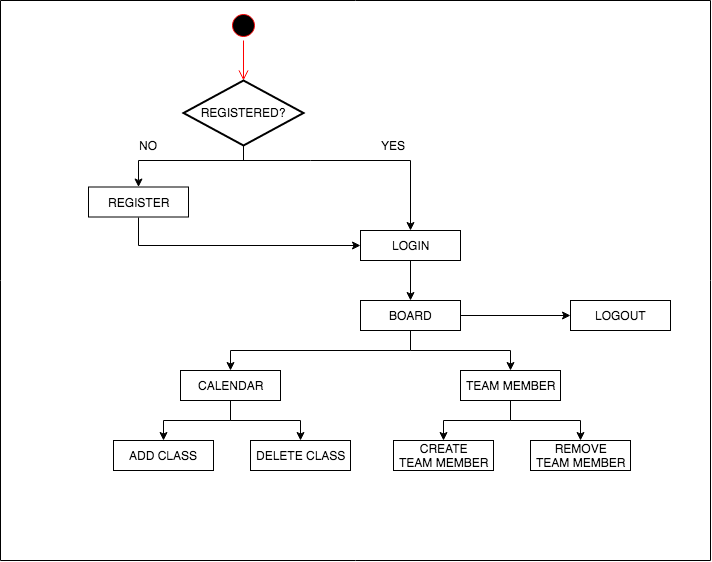 REGISTERED?
NO
YES
REGISTER
LOGIN
BOARD
LOGOUT
CALENDAR
TEAM MEMBER
ADD CLASS
DELETE CLASS
CREATE
TEAM MEMBER
REMOVE
TEAM MEMBER